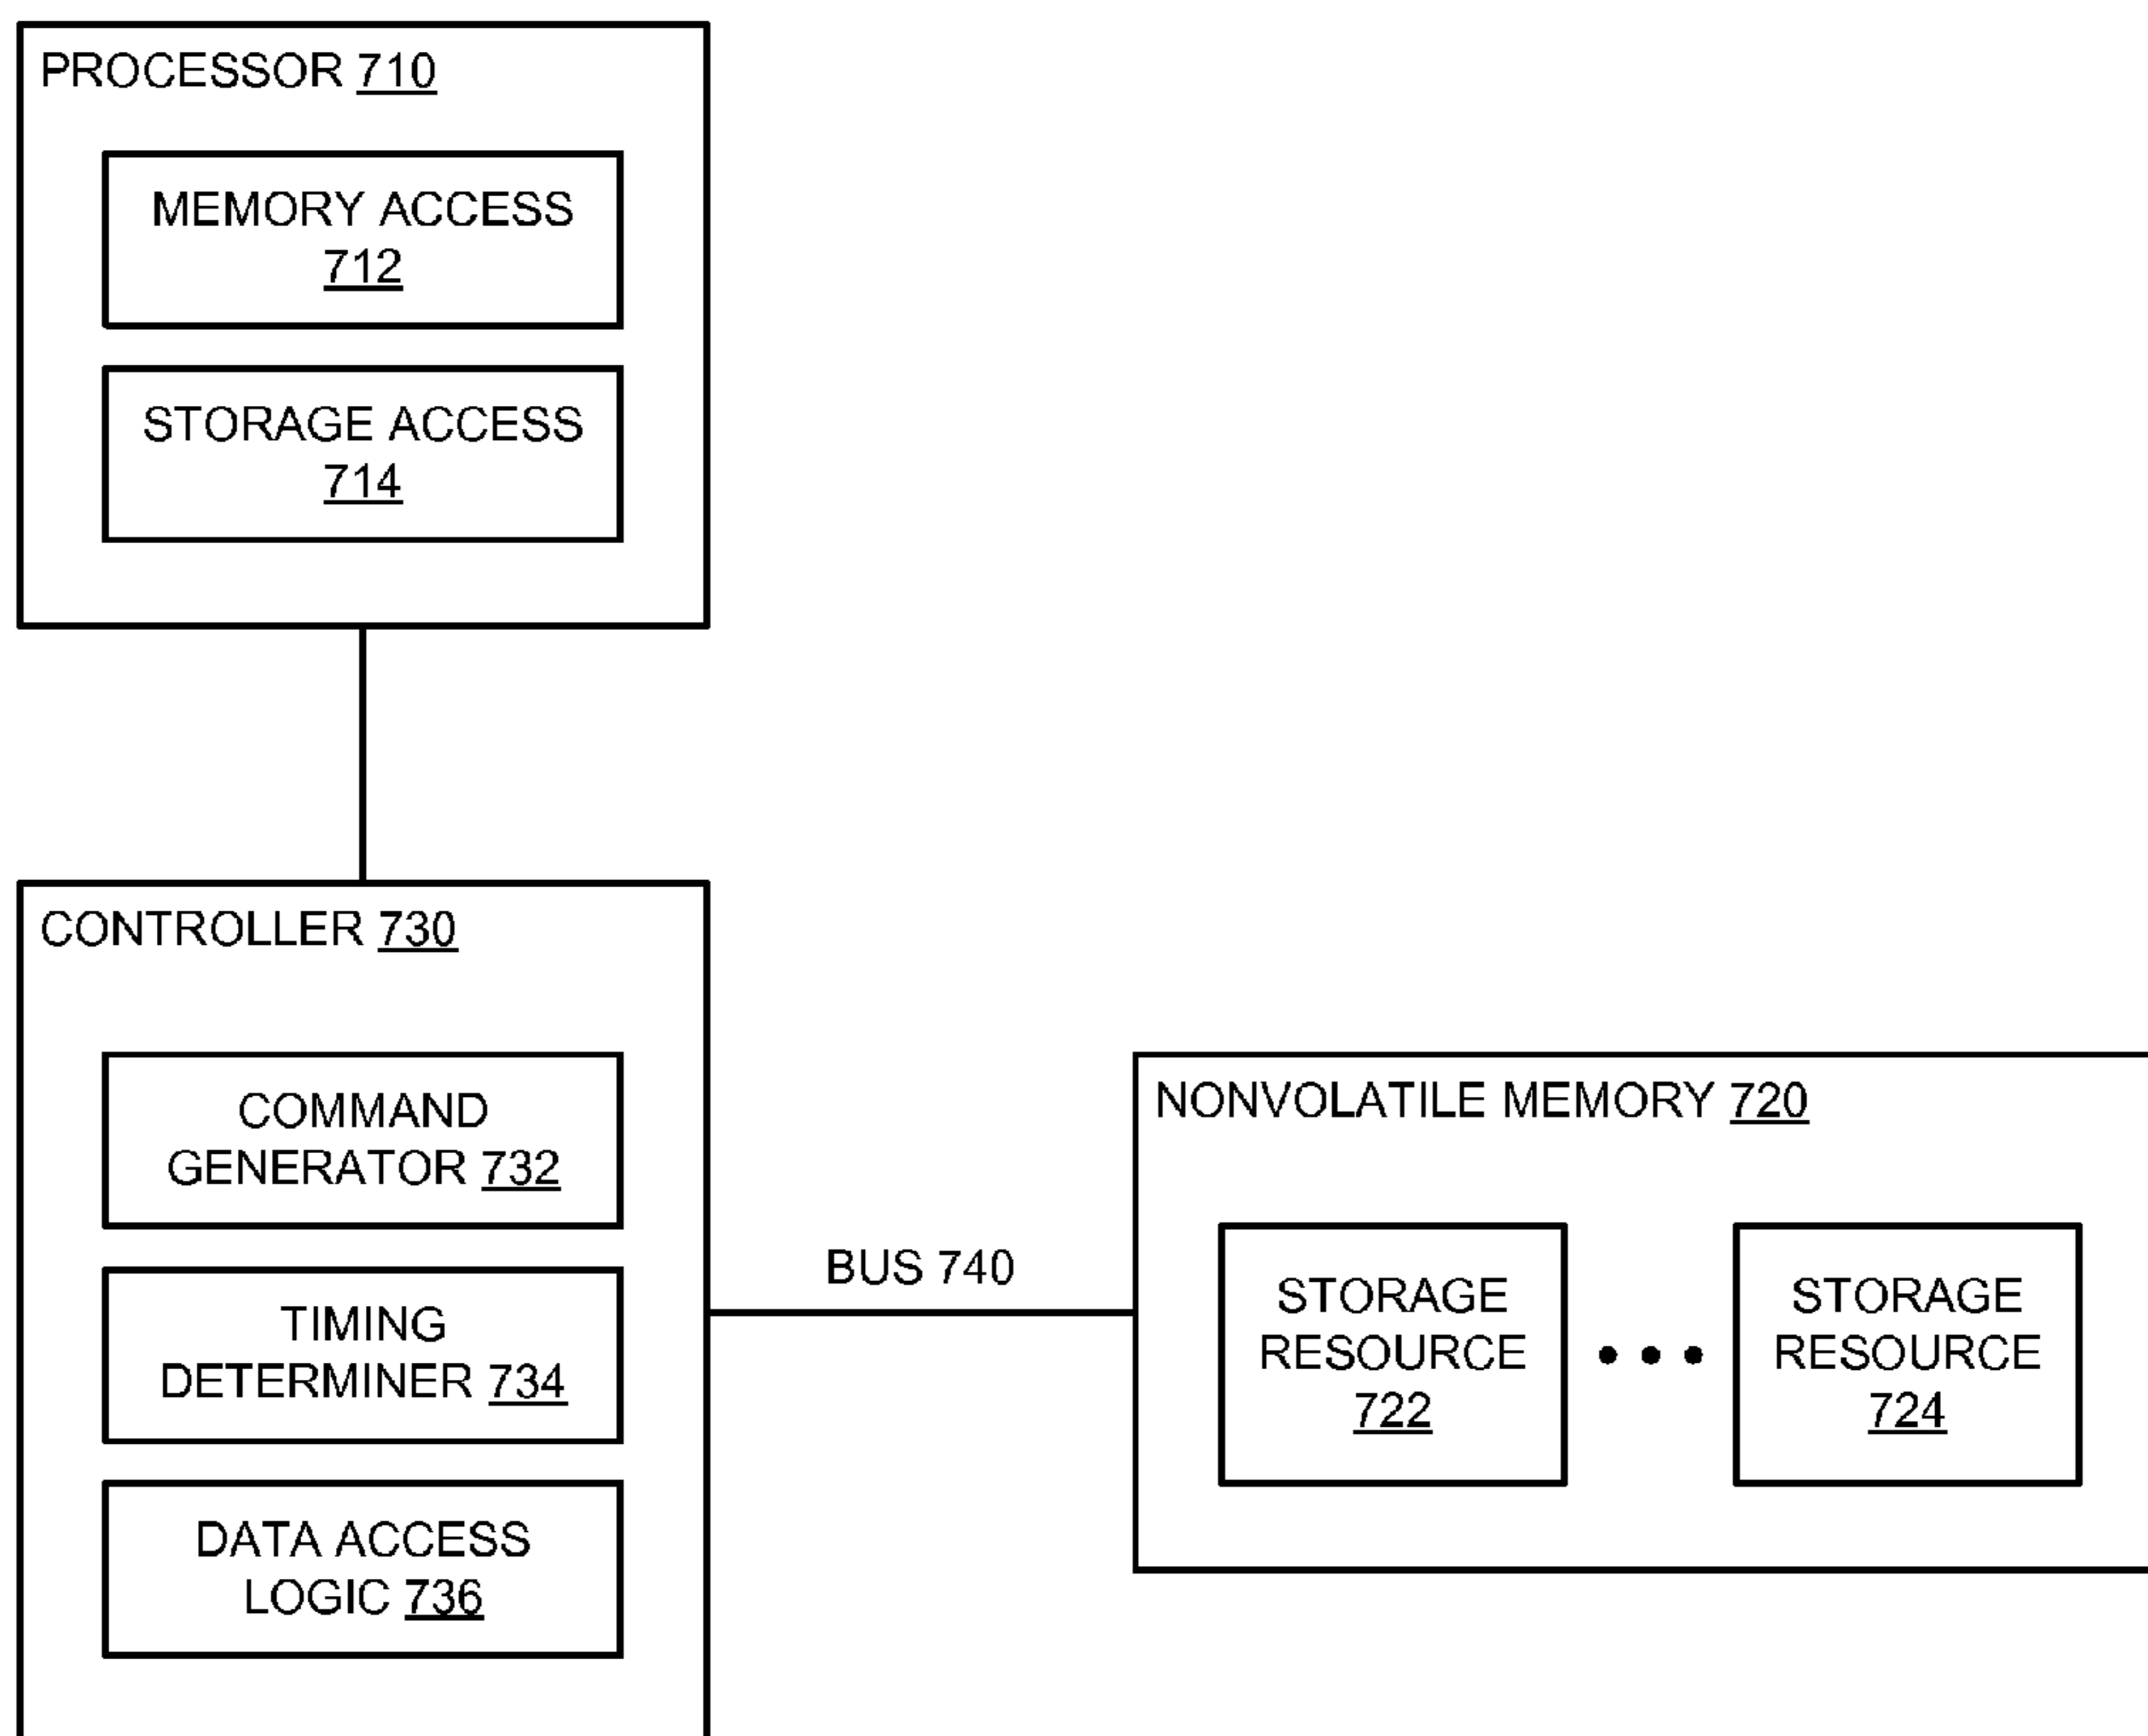 PROCESSOR 710
MEMORY ACCESS
712
STORAGE ACCESS
714
CONTROLLER 730
COMMAND
GENERATOR 732
TIMING
DETERMINER 734
DATA ACCESS
LOGIC 736
BUS 740
NONVOLATILE MEMORY 720
STORAGE
RESOURCE
722
STORAGE
RESOURCE
724